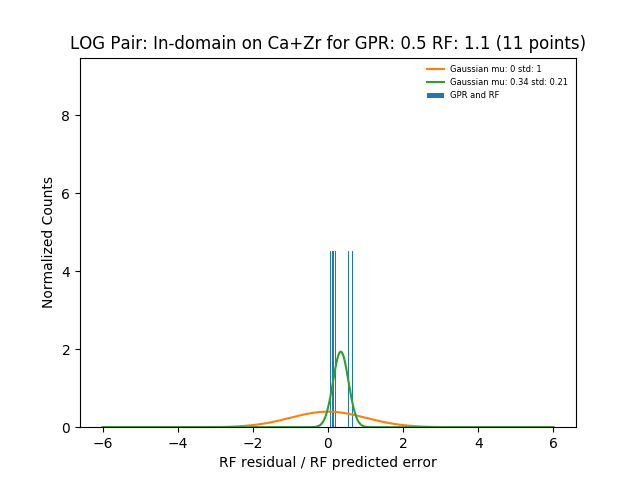 LOG Pair: In-domain on Ca+Zr for GPR: 0.5 RF: 1.1 (11 points)
Gaussian mu: 0 std: 1
Gaussian mu: 0.34 std: 0.21
GPR and RF
Normalized Counts
8
6
4
2
0
−6
−4
−2
0
2
4
6
RF residual / RF predicted error